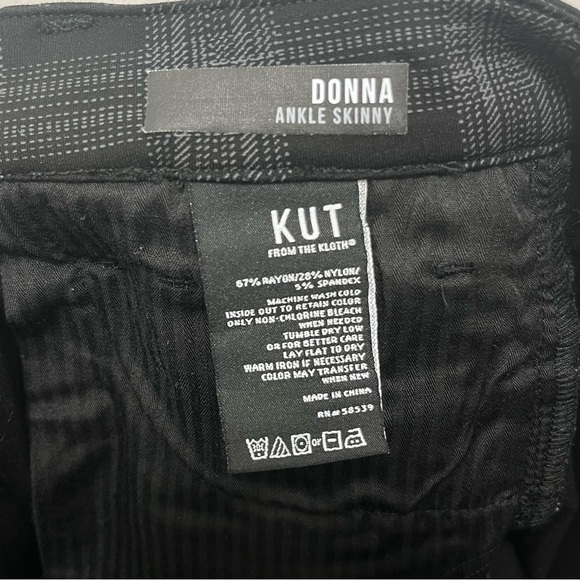 DONNA
ANKLE SKINNY
KUT
FROM THE KLOTH®
67% RAYON/28% NYLON/
5% SPANDEX
MACHINE WASH COLD
INSIDE OUT TO RETAIN COLOR
ONLY NON-CHLORINE BLEACH
WHEN NEEDED
TUMBLE DRY LOW
OR FOR BETTER CARE
LAY FLAT TO DRY
WARM IRON IF NECESSARY
COLOR MAY TRANSFER
WHEN NEW
MADE IN CHINA
RN# 58539
or